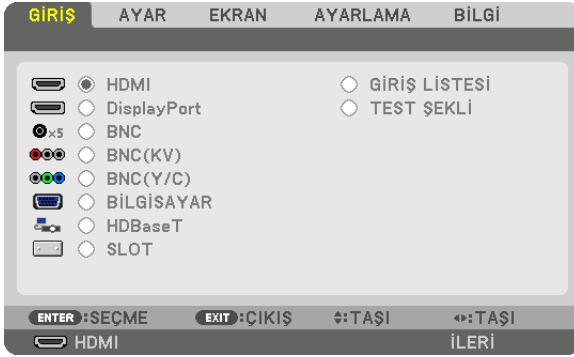 GİRİŞ AYAR EKRAN AYARLAMA BİLGİ
HDMI GİRİŞ LİSTESİ
DisplayPort TEST ŞEKLİ
×5 BNC
BNC(KV)
BNC(Y/C)
BİLGİSAYAR
HDBaseT
SLOT
ENTER:SEÇME EXIT:ÇIKIŞ :TAŞI :TAŞI
HDMI İLERİ